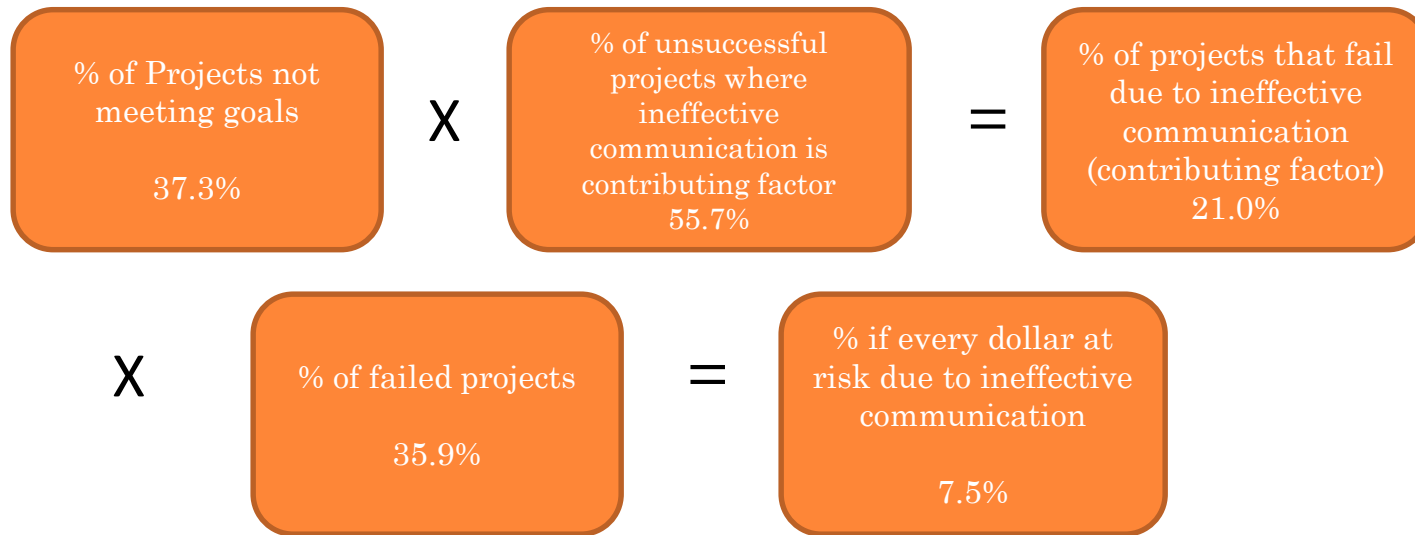 % of Projects not
meeting goals
37.3%
X
% of unsuccessful
projects where
ineffective
communication is
contributing factor
55.7%
=
% of projects that fail
due to ineffective
communication
(contributing factor)
21.0%
X
% of failed projects
35.9%
=
% if every dollar at
risk due to ineffective
communication
7.5%